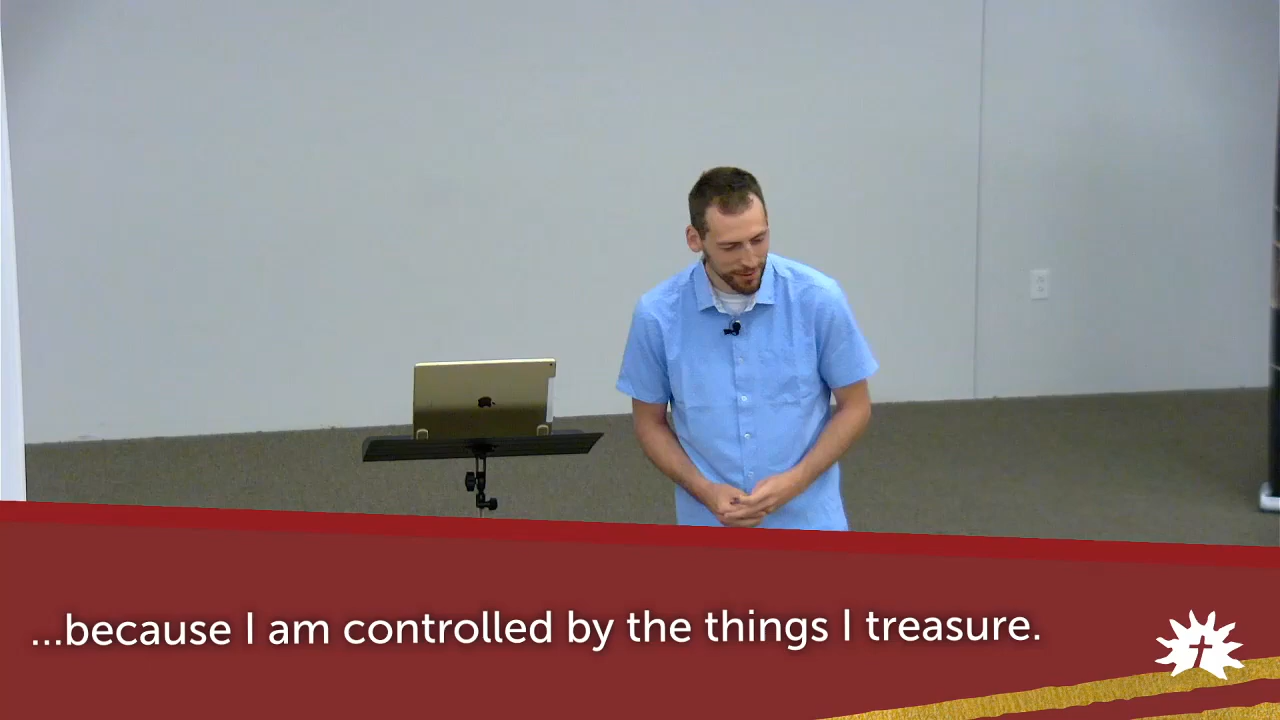 ...because I am controlled by the things I treasure.